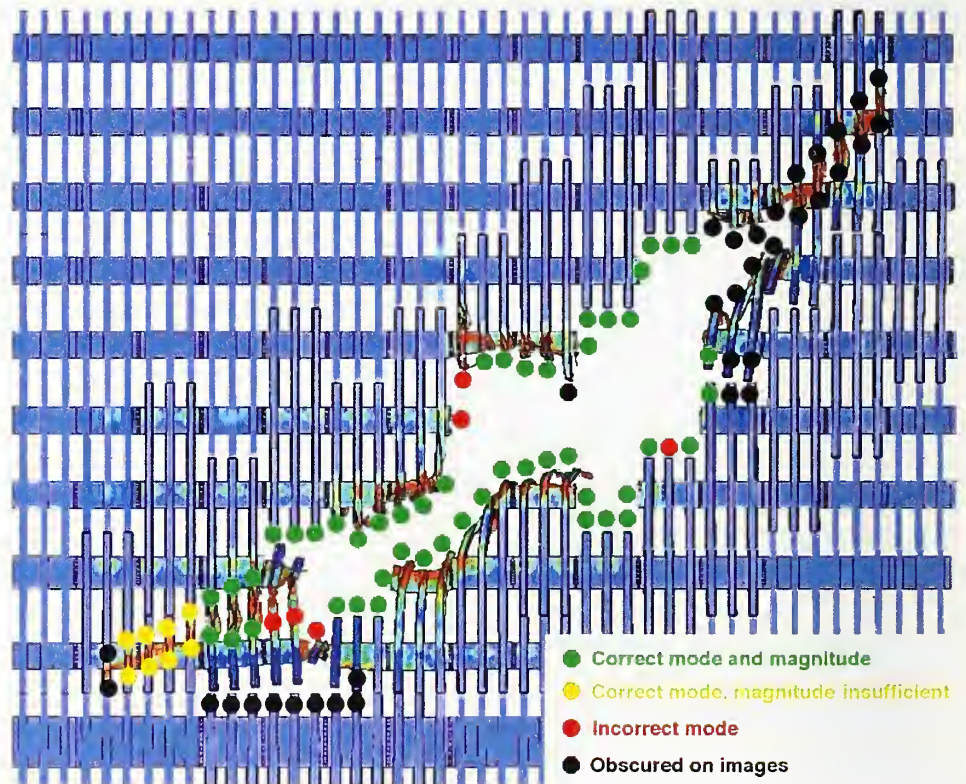 Correct mode and magnitude
Correct mode, magnitude insufficient
Incorrect mode
Obscured on images